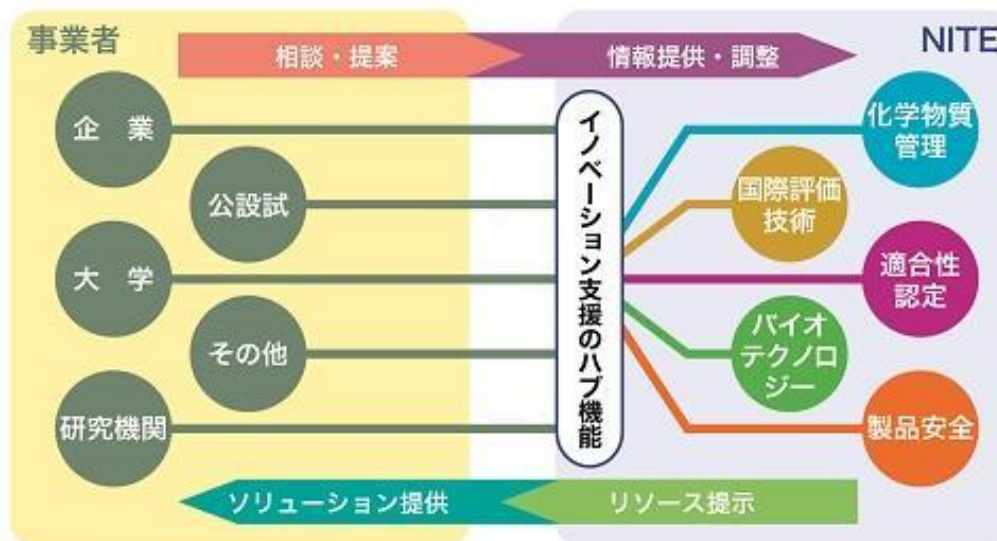 事業者
NITE
相談・提案
情報提供・調整
企　業
公設試
大　学
その他
研究機関
イノベーション支援のハブ機能
化学物質
管理
国際評価
技術
適合性
認定
バイオ
テクノロ
ジー
製品安全
ソリューション提供
リソース提示